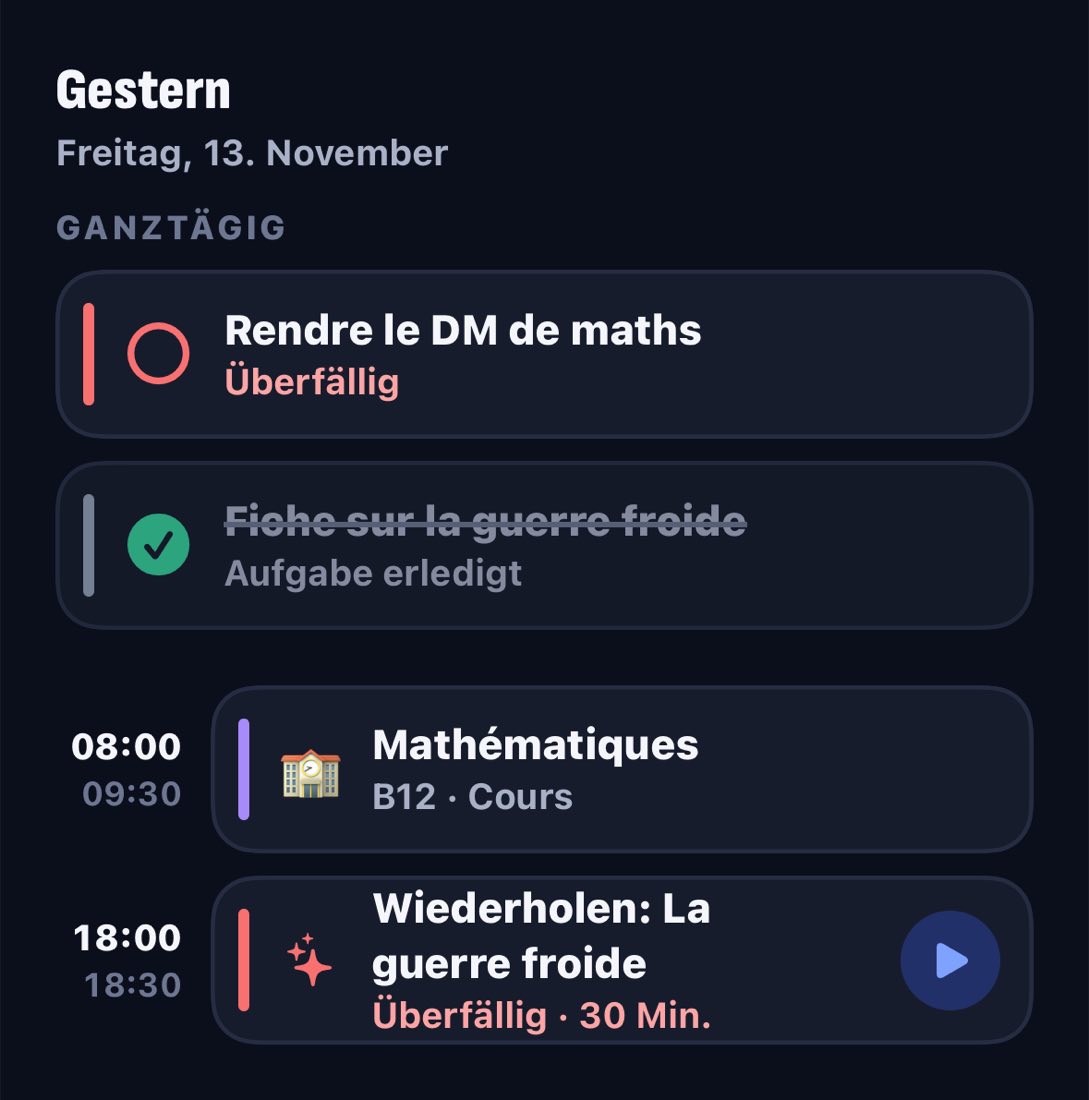 Gestern
Freitag, 13. November
GANZTÄGIG
Rendre le DM de maths
Überfällig
Fiche sur la guerre froide
Aufgabe erledigt
08:00
09:30
Mathématiques
B12 · Cours
18:00
18:30
Wiederholen: La
guerre froide
Überfällig · 30 Min.